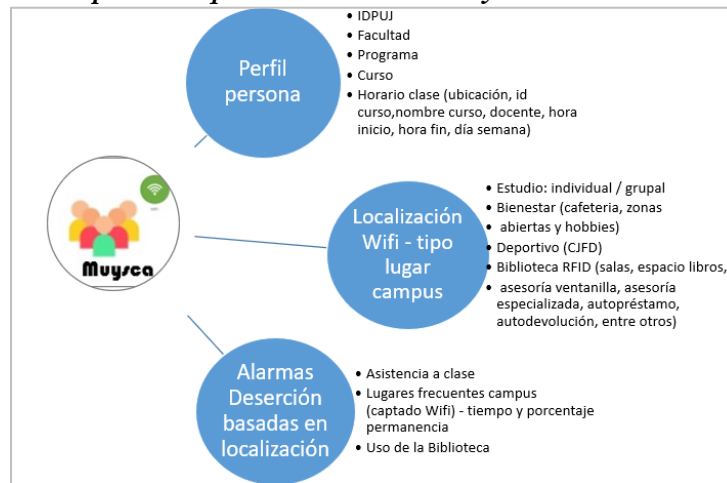 Perfil
persona
• IDPUJ
• Facultad
• Programa
• Curso
• Horario clase (ubicación, id
curso,nombre curso, docente, hora
inicio, hora fin, día semana)
Muysca
Localización
Wifi - tipo
lugar
campus
• Estudio: individual / grupal
• Bienestar (cafeteria, zonas
• abiertas y hobbies)
• Deportivo (CJFD)
• Biblioteca RFID (salas, espacio libros,
• asesoría ventanilla, asesoría
especializada, autopréstamo,
autodevolución, entre otros)
Alarmas
Deserción
basadas en
localización
• Asistencia a clase
• Lugares frecuentes campus
(captado Wifi) - tiempo y porcentaje
permanencia
• Uso de la Biblioteca